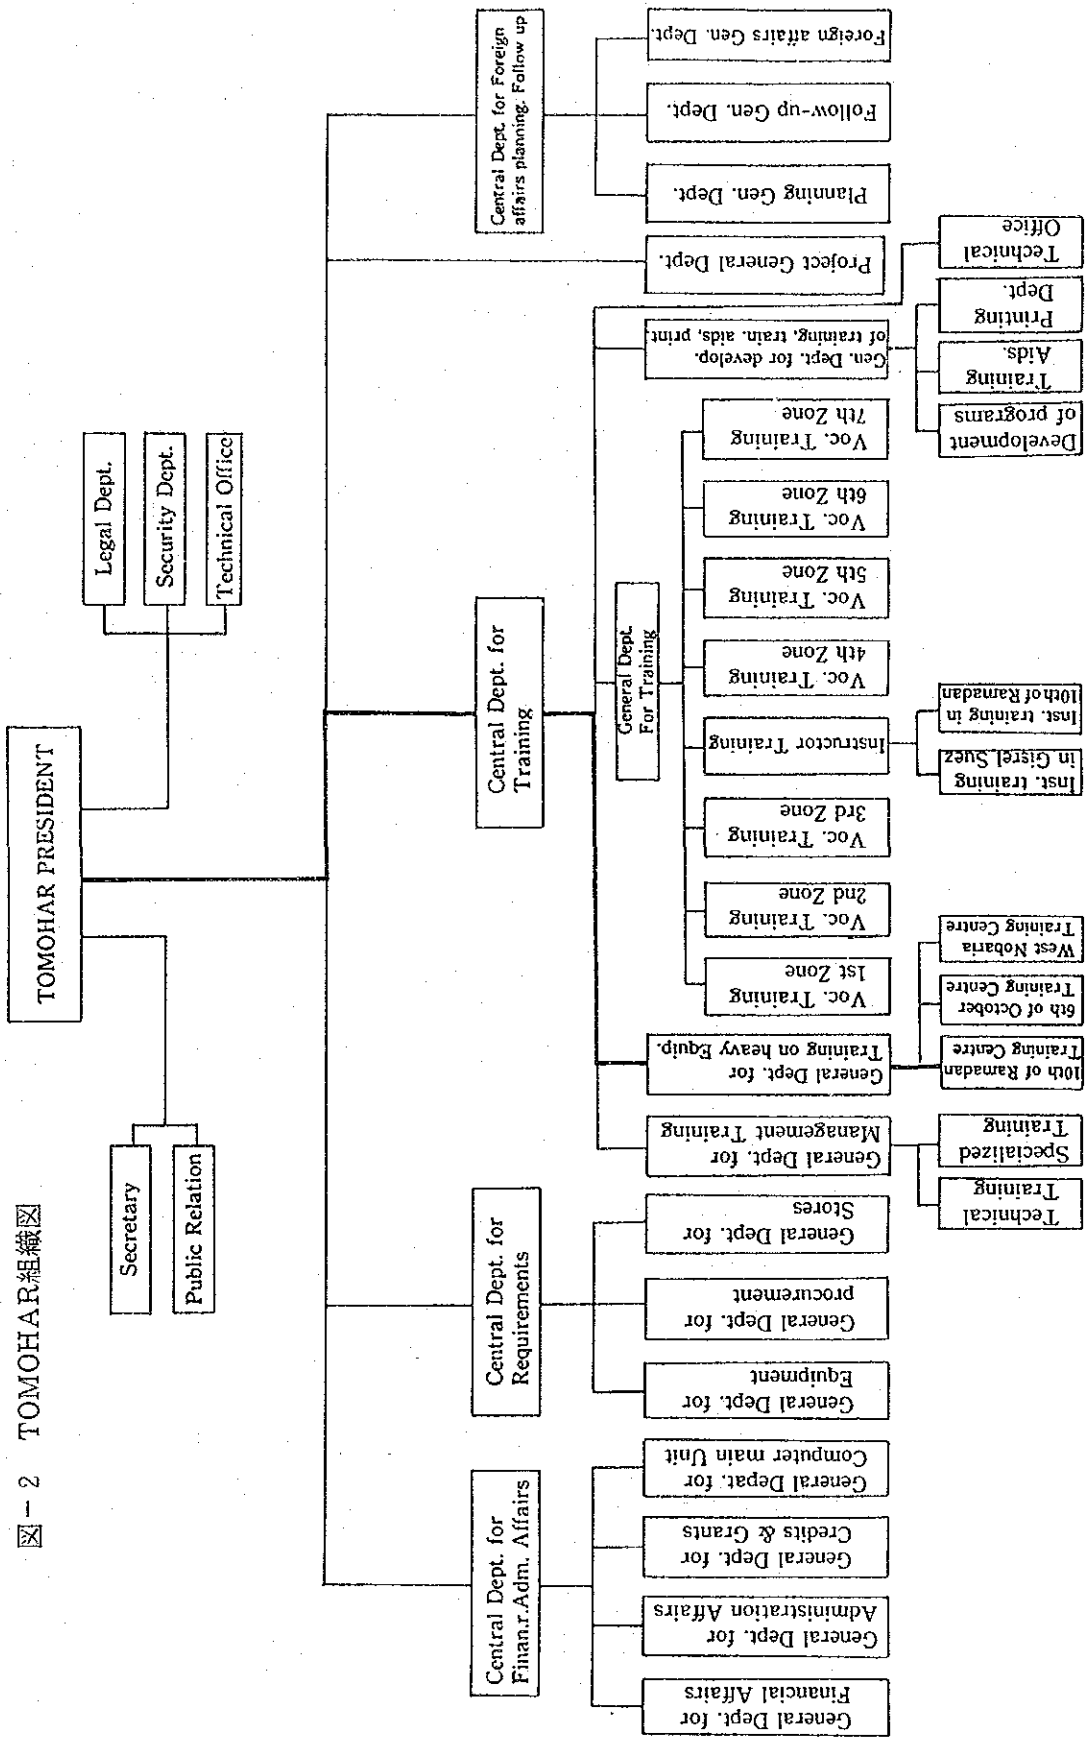 図－2 TOMOHAR組織図
TOMOHAR PRESIDENT
Secretary
Public Relation
Legal Dept.
Security Dept.
Technical Office
Central Dept. for
Finan.r.Adm. Affairs
Central Dept. for
Requirements
Central Dept. for
Training
Central Dept. for Foreign
affairs planning. Follow up
General Dept. for
Financial Affairs
General Dept. for
Administration Affairs
General Dept. for
Credits & Grants
General Depat. for
Computer main Unit
General Dept. for
Equipment
General Dept. for
procurement
General Dept. for
Stores
General Dept. for
Management Training
General Dept. for
Training on heavy Equip.
General Dept.
For Training
Gen. Dept. for develop.
of training, train. aids, print.
Project General Dept.
Planning Gen. Dept.
Follow-up Gen. Dept.
Foreign affairs Gen. Dept.
Voc. Training
1st Zone
Voc. Training
2nd Zone
Voc. Training
3rd Zone
Instructor Training
Voc. Training
4th Zone
Voc. Training
5th Zone
Voc. Training
6th Zone
Voc. Training
7th Zone
Technical
Training
Specialized
Training
10th of Ramadan
Training Centre
6th of October
Training Centre
West Nobaria
Training Centre
Inst. training
in Gisrel Suez
Inst. training in
10th of Ramadan
Development
of programs
Training
Aids.
Printing
Dept.
Technical
Office